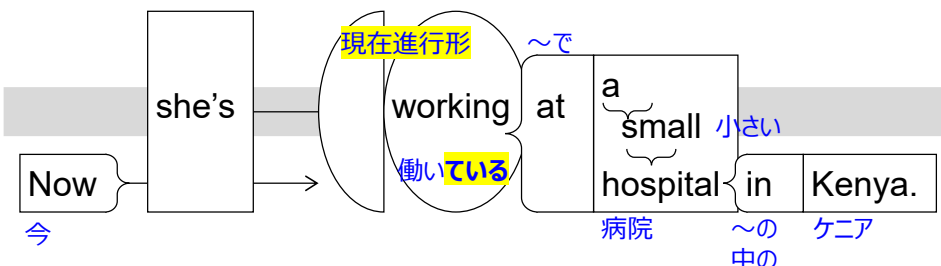 現在進行形 ～で
a
she's working at
small 小さい
働いている
Now hospital in Kenya.
今 病院 ～の ケニア
中の